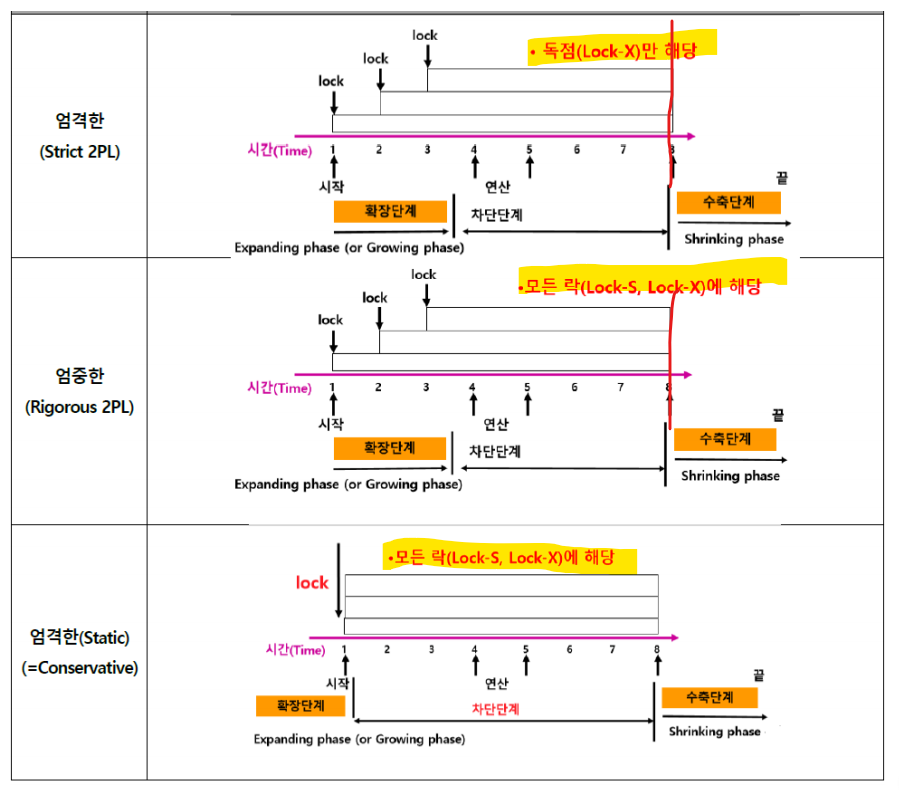 엄격한
(Strict 2PL)
lock
lock
lock
• 독점(Lock-X)만 해당
시간(Time) 1 2 3 4 5 6 7 8
시작 연산 끝
확장단계 차단단계 수축단계
Expanding phase (or Growing phase) Shrinking phase
엄중한
(Rigorous 2PL)
lock
lock
lock
•모든 락(Lock-S, Lock-X)에 해당
시간(Time) 1 2 3 4 5 6 7 8
시작 연산 끝
확장단계 차단단계 수축단계
Expanding phase (or Growing phase) Shrinking phase
엄격한(Static)
(=Conservative)
•모든 락(Lock-S, Lock-X)에 해당
lock
시간(Time) 1 2 3 4 5 6 7 8
시작 연산 끝
확장단계 차단단계 수축단계
Expanding phase (or Growing phase) Shrinking phase